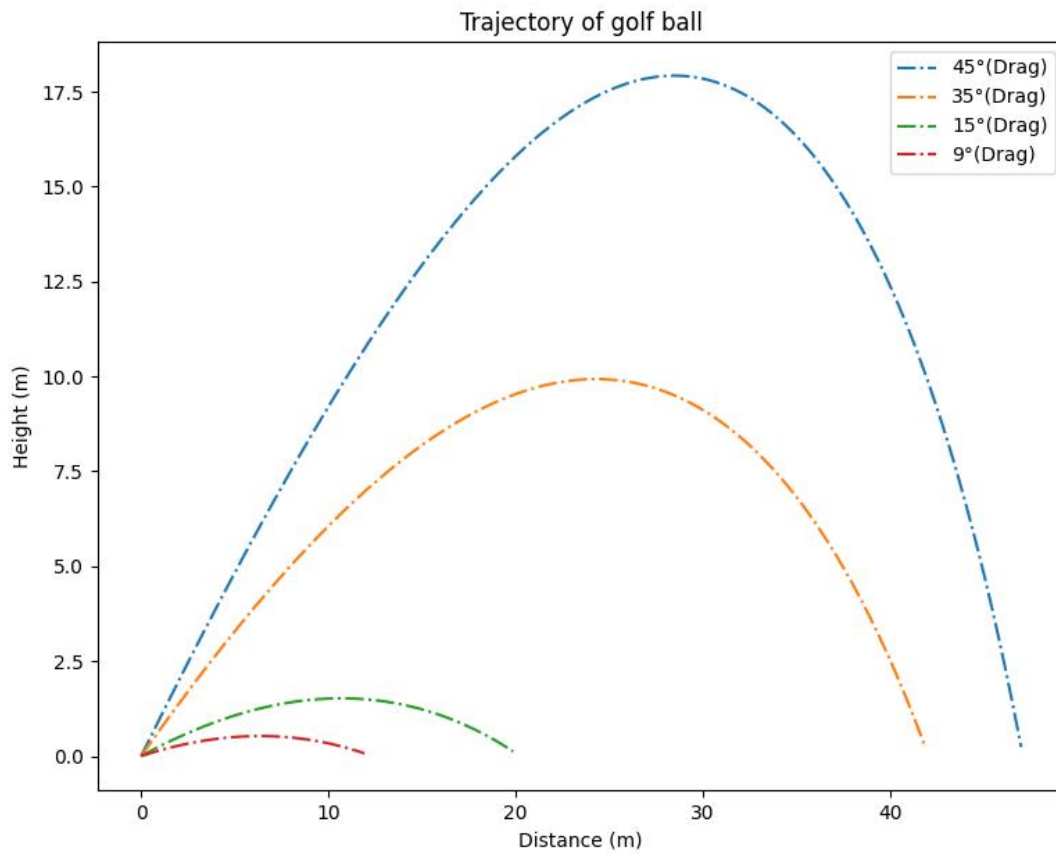 Trajectory of golf ball
45°(Drag)
35°(Drag)
15°(Drag)
9°(Drag)
17.5
15.0
12.5
10.0
7.5
5.0
2.5
0.0
Height (m)
0 10 20 30 40
Distance (m)